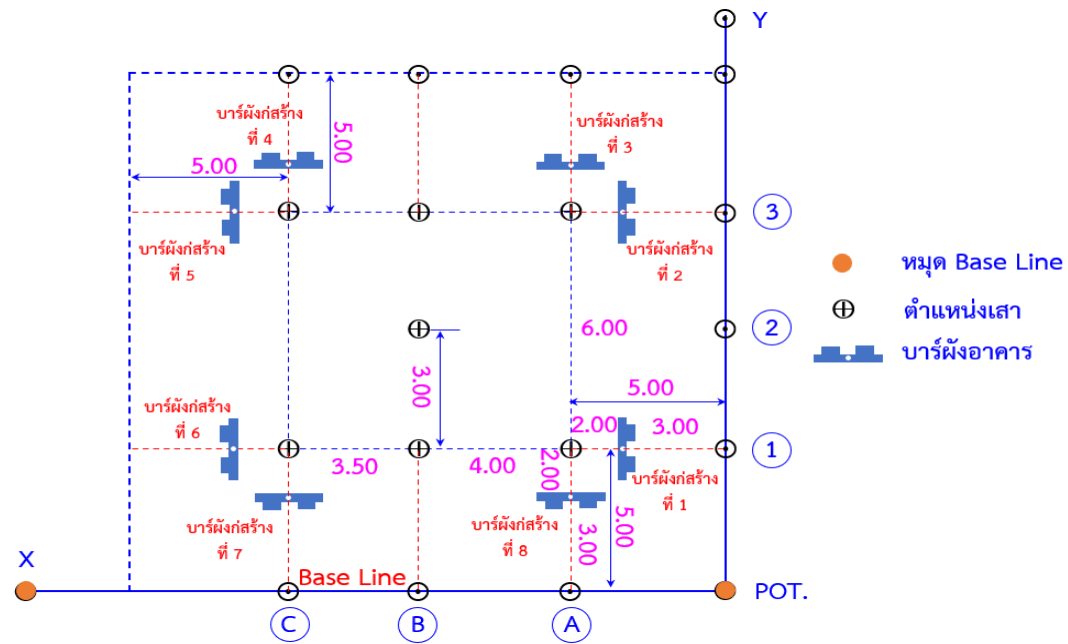 Y
บาร์ผังก่สร้าง
ที่ 4
5.00
บาร์ผังก่สร้าง
ที่ 3
5.00
3
บาร์ผังก่สร้าง
ที่ 5
บาร์ผังก่สร้าง
ที่ 2
หมุด Base Line
6.00
2
ตำแหน่งเสา
3.00
บาร์ผังอาคาร
5.00
บาร์ผังก่สร้าง
ที่ 6
2.00
3.00
1
3.50
4.00
2.00
บาร์ผังก่สร้าง
ที่ 1
5.00
บาร์ผังก่สร้าง
ที่ 7
บาร์ผังก่สร้าง
ที่ 8
3.00
X
Base Line
POT.
C
B
A